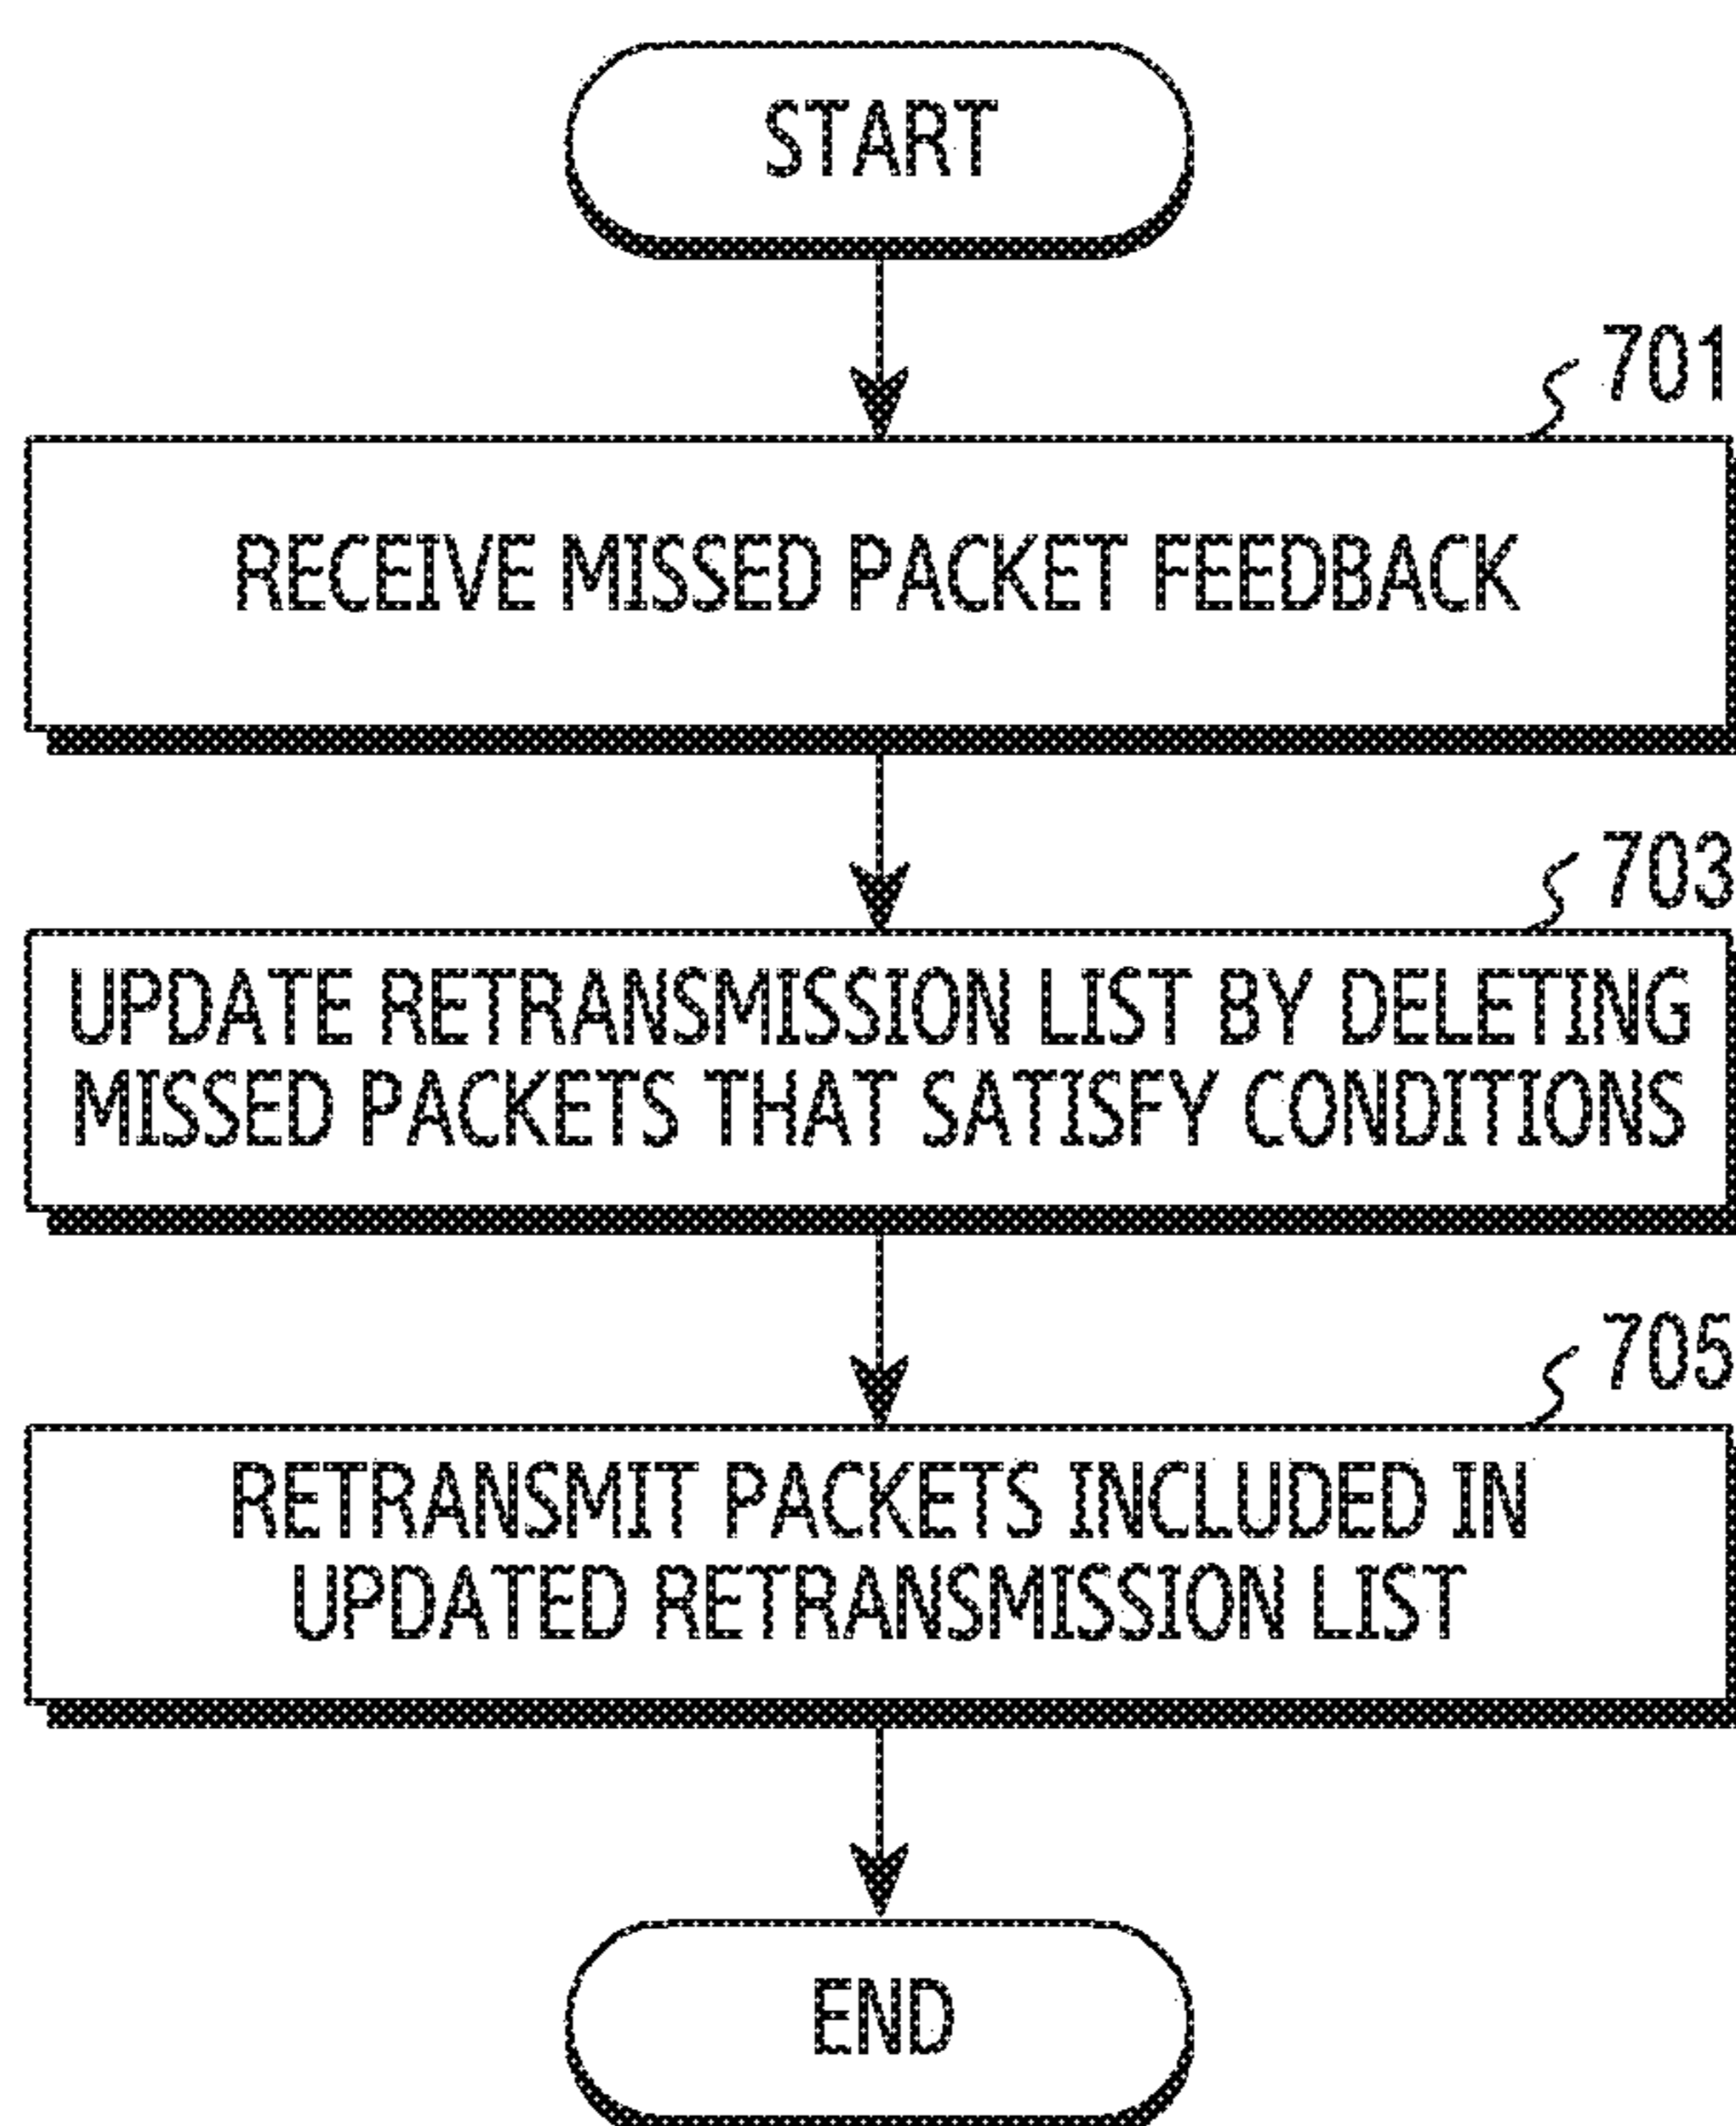 START
701
RECEIVE MISSED PACKET FEEDBACK
703
UPDATE RETRANSMISSION LIST BY DELETING
MISSED PACKETS THAT SATISFY CONDITIONS
705
RETRANSMIT PACKETS INCLUDED IN
UPDATED RETRANSMISSION LIST
END